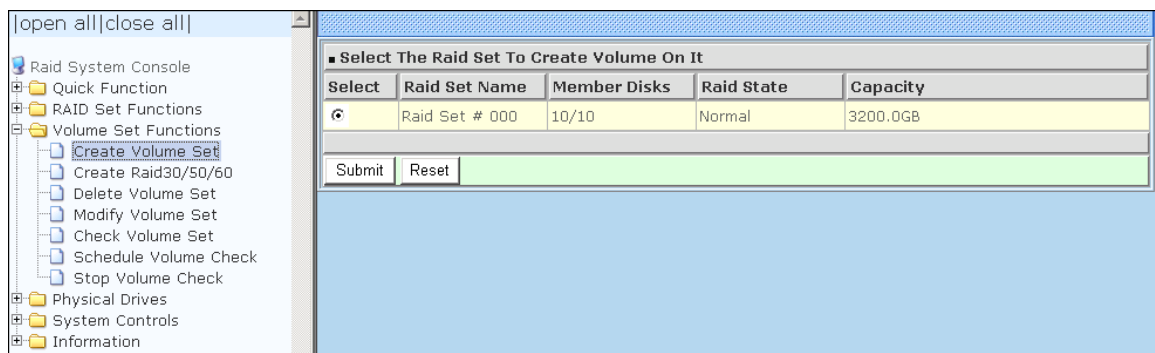 |open all|close all|
Raid System Console
Quick Function
RAID Set Functions
Volume Set Functions
Create Volume Set
Create Raid30/50/60
Delete Volume Set
Modify Volume Set
Check Volume Set
Schedule Volume Check
Stop Volume Check
Physical Drives
System Controls
Information
Select The Raid Set To Create Volume On It
Select Raid Set Name Member Disks Raid State Capacity
Raid Set # 000 10/10 Normal 3200.0GB
Submit Reset